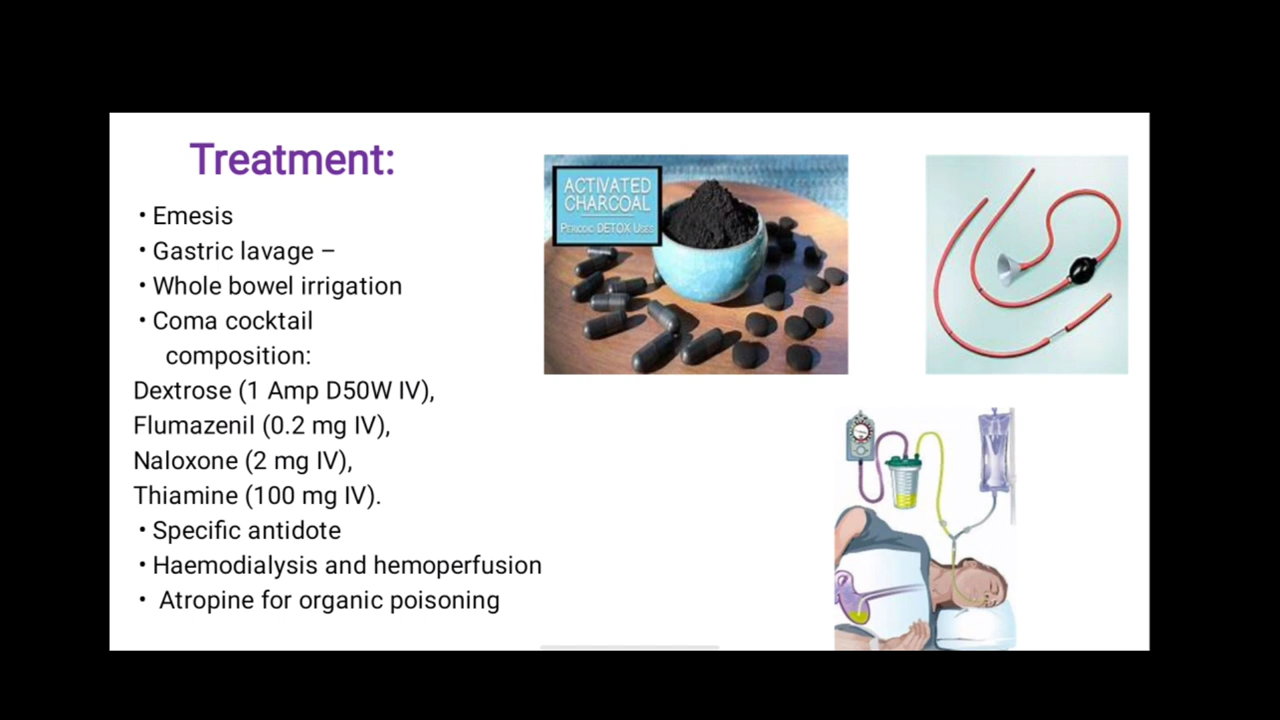 Treatment:
• Emesis
• Gastric lavage –
• Whole bowel irrigation
• Coma cocktail
composition:
Dextrose (1 Amp D50W IV),
Flumazenil (0.2 mg IV),
Naloxone (2 mg IV),
Thiamine (100 mg IV).
• Specific antidote
• Haemodialysis and hemoperfusion
• Atropine for organic poisoning
ACTIVATED
CHARCOAL
PERIODIC DETOX USES